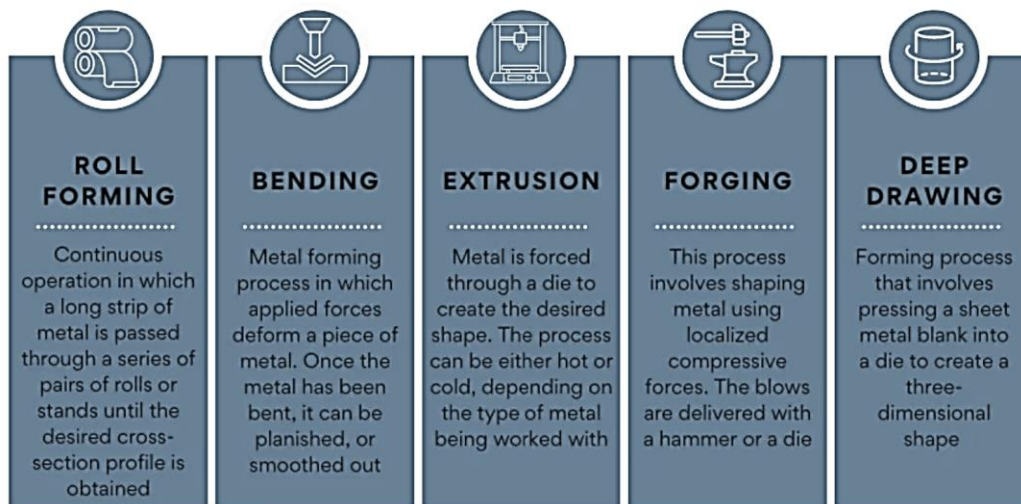 ROLL
FORMING
Continuous
operation in which
a long strip of
metal is passed
through a series of
pairs of rolls or
stands until the
desired cross-
section profile is
obtained
BENDING
Metal forming
process in which
applied forces
deform a piece of
metal. Once the
metal has been
bent, it can be
planished, or
smoothed out
EXTRUSION
Metal is forced
through a die to
create the desired
shape. The process
can be either hot or
cold, depending on
the type of metal
being worked with
FORGING
This process
involves shaping
metal using
localized
compressive
forces. The blows
are delivered with
a hammer or a die
DEEP
DRAWING
Forming process
that involves
pressing a sheet
metal blank into
a die to create a
three-
dimensional
shape